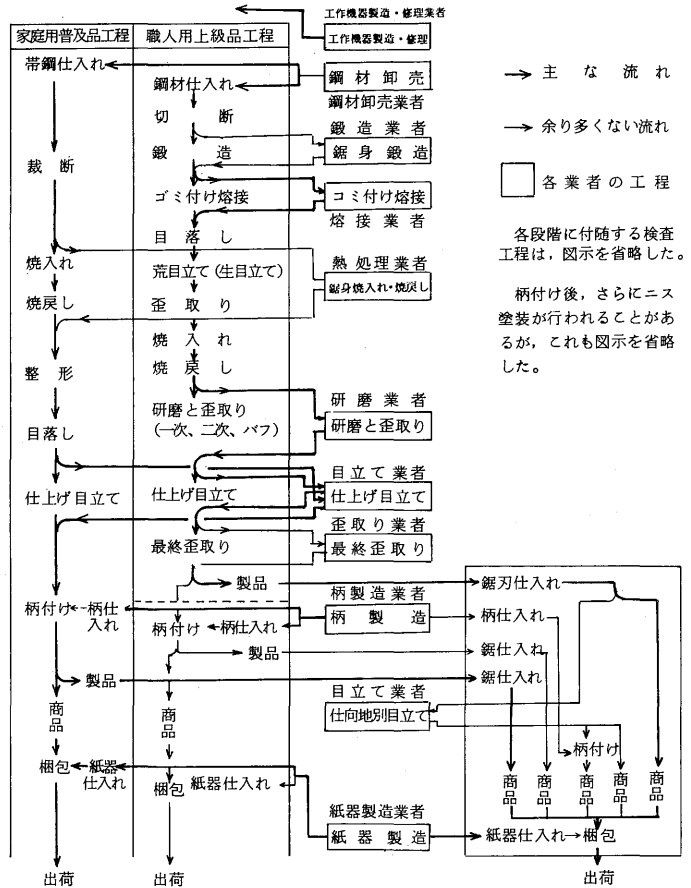 工作機器製造・修理業者
家庭用普及品工程
職人用上級品工程
工作機器製造・修理
帯鋼仕入れ
鋼材仕入れ
鋼材卸売
鋼材卸売業者
切断
鍛造業者
鍛造
鋸身鍛造
裁断
ゴミ付け熔接
コミ付け熔接
熔接業者
目落し
焼入れ
荒目立て(生目立て)
熱処理業者
鋸身焼入れ・焼戻し
焼戻し
歪取り
焼入れ
整形
焼戻し
研磨と歪取り
(一次、二次、バフ)
研磨業者
研磨と歪取り
目落し
目立て業者
仕上げ目立て
仕上げ目立て
仕上げ目立て
歪取り業者
最終歪取り
最終歪取り
製品
柄製造業者
鋸刃仕入れ
柄付け
柄仕
入れ
柄付け
柄仕入れ
柄製造
柄仕入れ
製品
鋸仕入れ
製品
鋸仕入れ
目立て業者
仕向地別目立て
商品
商品
柄付け
商品
商品
商品
商品
商品
梱包
紙器
仕入れ
梱包
紙器仕入れ
紙器製造業者
紙器製造
紙器仕入れ
梱包
出荷
出荷
出荷
主な流れ
余り多くない流れ
各業者の工程
各段階に付随する検査
工程は,図示を省略した。
柄付け後,さらにニス
塗装が行われることがあ
るが,これも図示を省略
した。